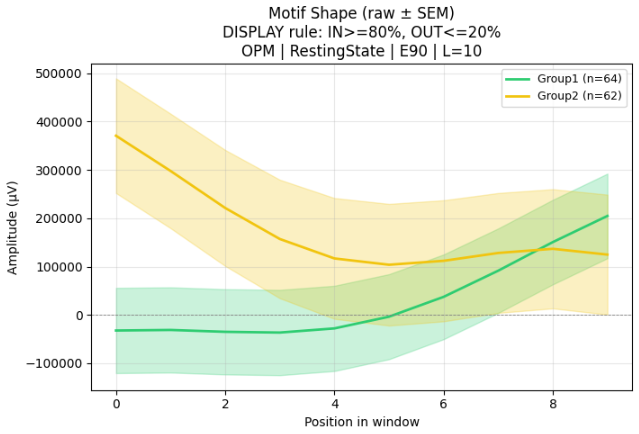 Motif Shape (raw ± SEM)
DISPLAY rule: IN>=80%, OUT<=20%
OPM | RestingState | E90 | L=10
Group1 (n=64)
Group2 (n=62)
Amplitude (µV)
500000
400000
300000
200000
100000
0
−100000
0 2 4 6 8
Position in window